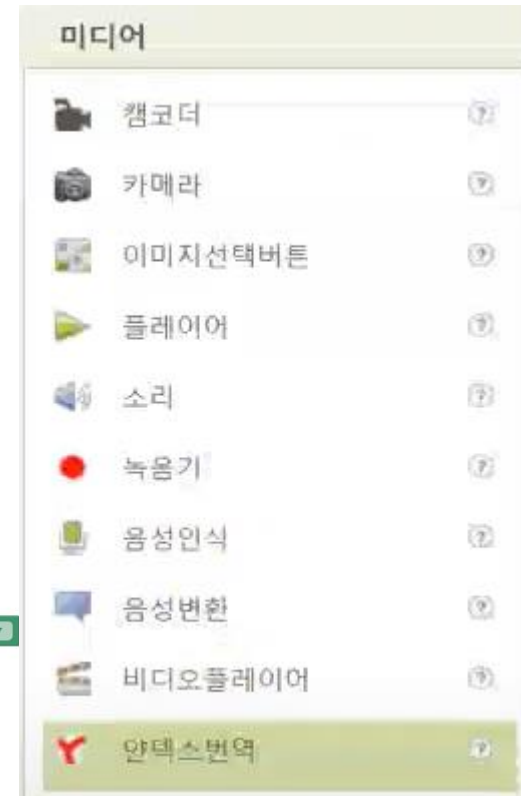 미디어
캠코더
카메라
이미지선택버튼
플레이어
소리
녹음기
음성인식
음성변환
비디오플레이어
얀덱스번역